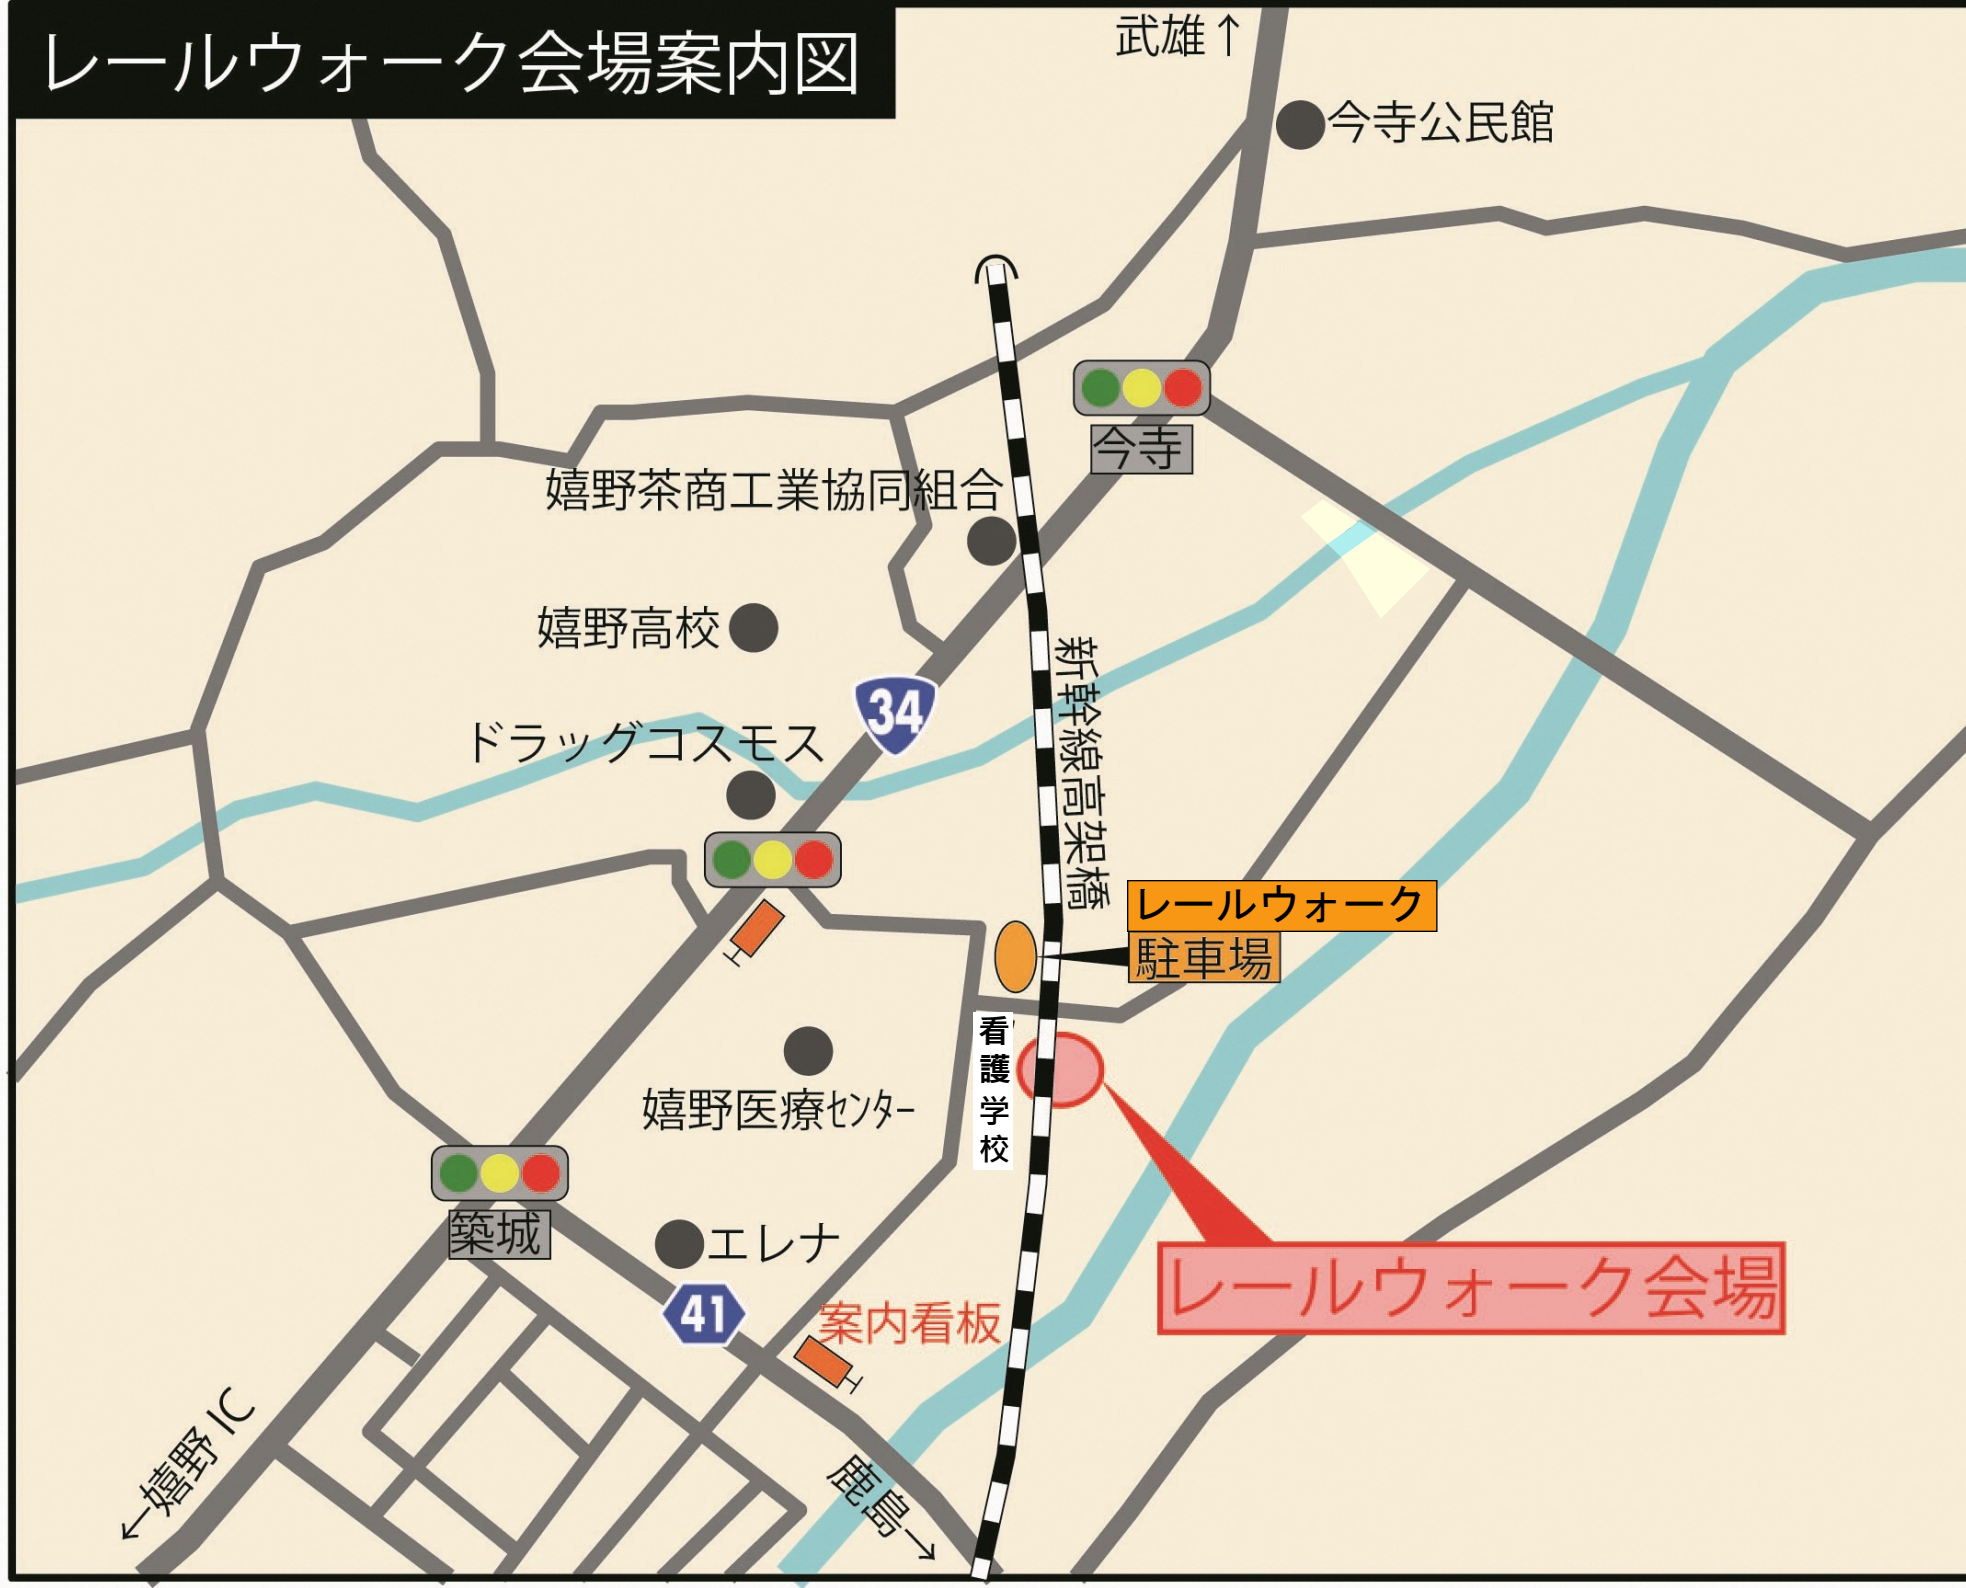 レールウォーク会場案内図
武雄↑
今寺公民館
今寺
嬉野茶商工業協同組合
嬉野高校
34
新幹線高架橋
ドラッグコスモス
レールウォーク
駐車場
看護学校
嬉野医療ｾﾝﾀｰ
築城
エレナ
41
案内看板
レールウォーク会場
←嬉野IC
鹿島→